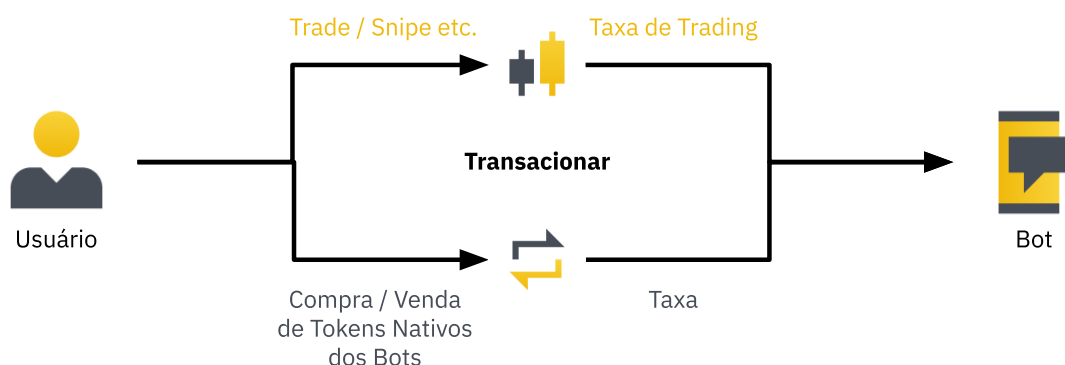 Trade / Snipe etc.
Taxa de Trading
Transacionar
Usuário
Bot
Compra / Venda
de Tokens Nativos
dos Bots
Taxa